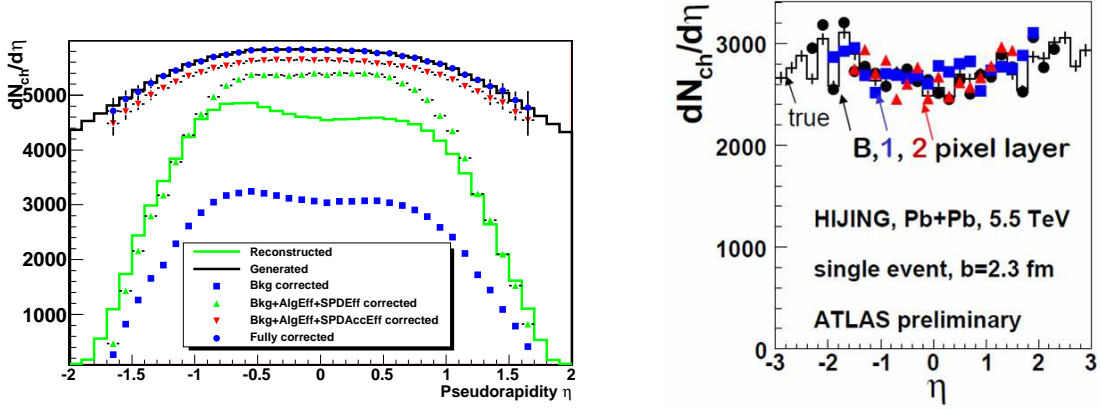 dN_ch/dη
5000
4000
3000
2000
1000
-2
-1.5
-1
-0.5
0
0.5
1
1.5
2
Pseudorapidity η
Reconstructed
Generated
Bkg corrected
Bkg+AlgEff+SPDEff corrected
Bkg+AlgEff+SPDAccEff corrected
Fully corrected
dN_ch/dη
3000
2000
1000
0
true
B,1, 2 pixel layer
HIJING, Pb+Pb, 5.5 TeV
single event, b=2.3 fm
ATLAS preliminary
-3
-2
-1
0
1
2
3
η